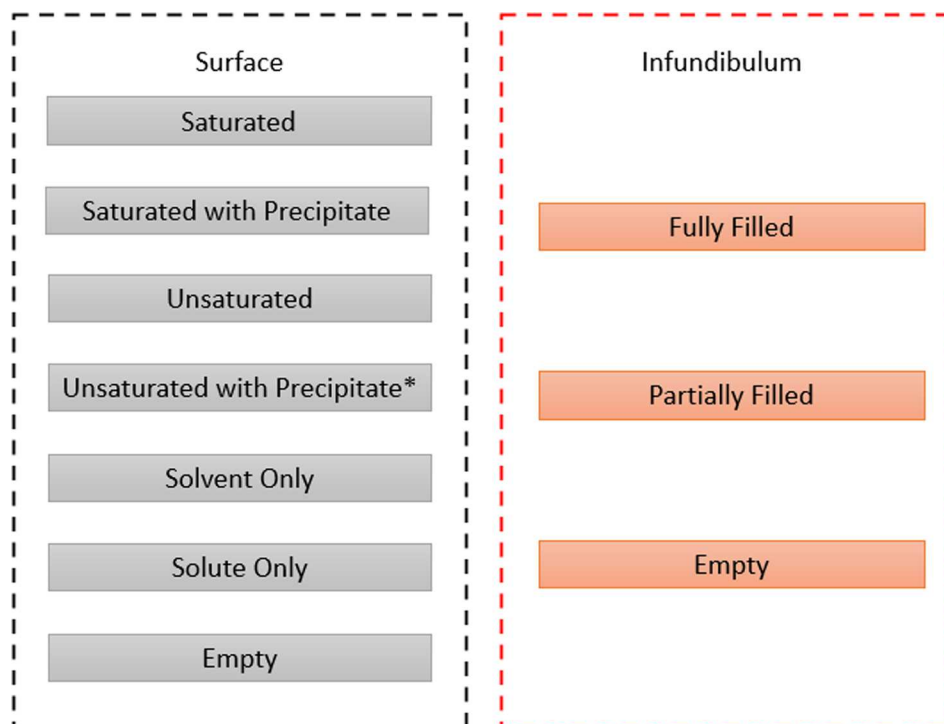 Surface
Saturated
Saturated with Precipitate
Unsaturated
Unsaturated with Precipitate*
Solvent Only
Solute Only
Empty
Infundibulum
Fully Filled
Partially Filled
Empty